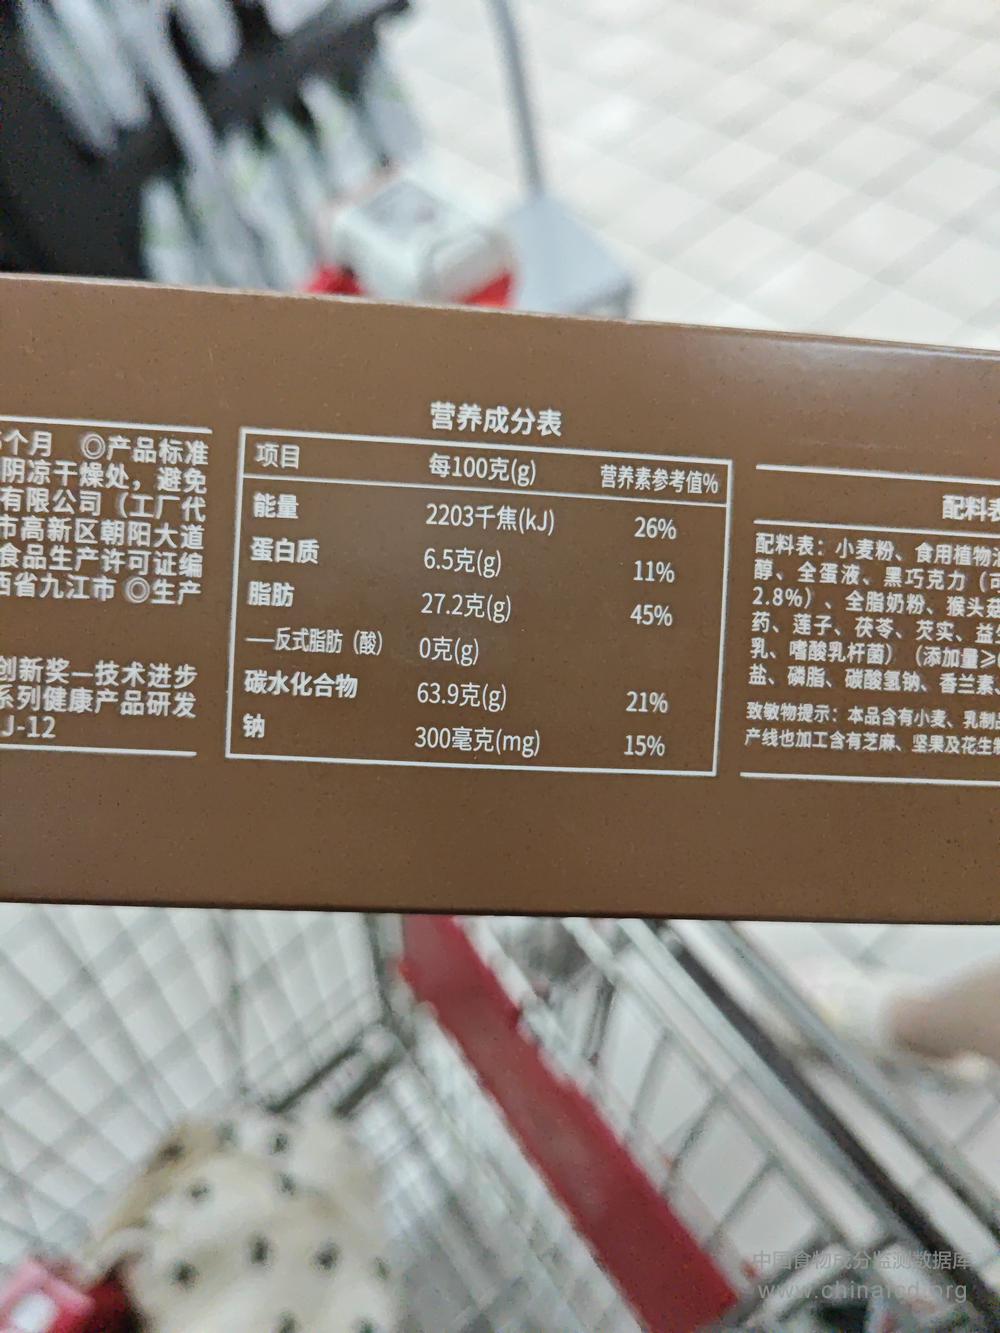 个月 ◎产品标准
阴凉干燥处，避免
有限公司（工厂代
市高新区朝阳大道
食品生产许可证编
西省九江市 ◎生产
创新奖—技术进步
系列健康产品研发
J-12
营养成分表
项目 每100克(g) 营养素参考值%
能量 2203千焦(kJ) 26%
蛋白质 6.5克(g) 11%
脂肪 27.2克(g) 45%
—反式脂肪（酸） 0克(g)
碳水化合物 63.9克(g) 21%
钠 300毫克(mg) 15%
配料表
配料表：小麦粉、食用植物油
醇、全蛋液、黑巧克力（可
2.8%）、全脂奶粉、猴头菇
药、莲子、茯苓、芡实、益
乳、嗜酸乳杆菌）（添加量≥
盐、磷脂、碳酸氢钠、香兰素
致敏物提示：本品含有小麦、乳制品
产线也加工含有芝麻、坚果及花生
中国食物成分监测数据库
www.chinafcd.org